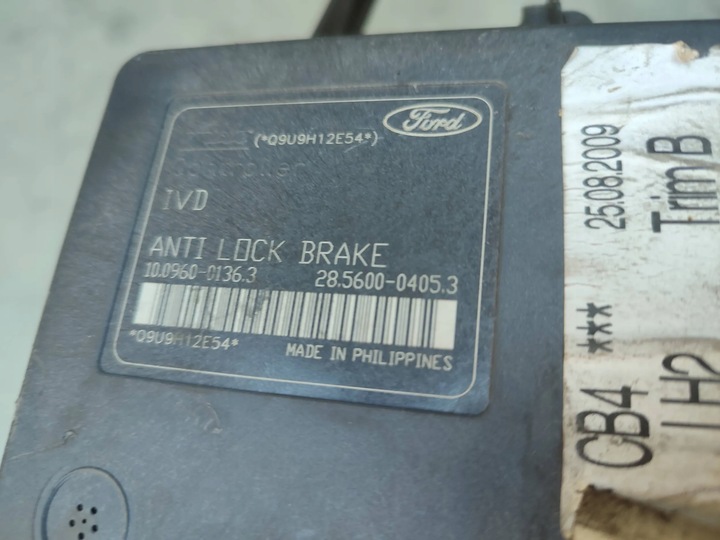 (*Q9U9H12E54*)
Ford
IVD
ANTI LOCK BRAKE
10.0960-0136.3 28.5600-0405.3
*Q9U9H12E54*
MADE IN PHILIPPINES
CB4 *** 25.08.2009
Trim B